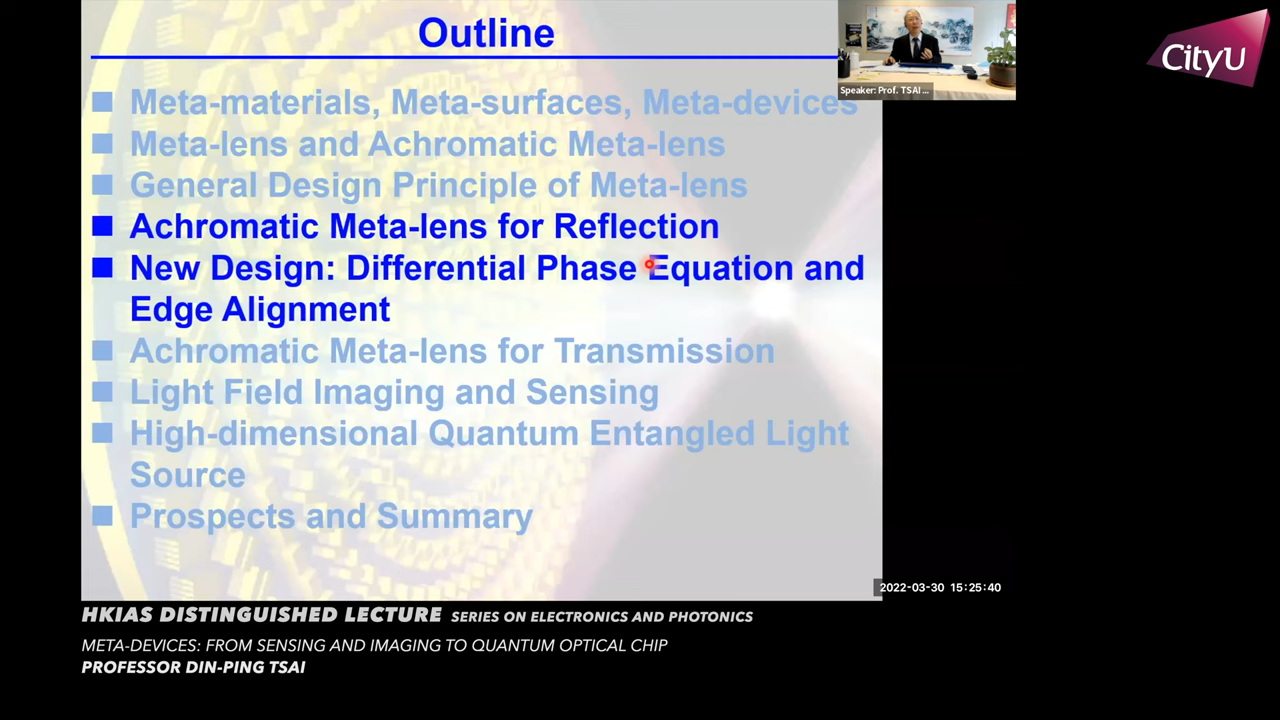 Outline
Meta-materials, Meta-surfaces, Meta-devices
Meta-lens and Achromatic Meta-lens
General Design Principle of Meta-lens
Achromatic Meta-lens for Reflection
New Design: Differential Phase Equation and
Edge Alignment
Achromatic Meta-lens for Transmission
Light Field Imaging and Sensing
High-dimensional Quantum Entangled Light
Source
Prospects and Summary
Speaker: Prof. TSAI ...
CityU
2022-03-30 15:25:40
HKIAS DISTINGUISHED LECTURE SERIES ON ELECTRONICS AND PHOTONICS
META-DEVICES: FROM SENSING AND IMAGING TO QUANTUM OPTICAL CHIP
PROFESSOR DIN-PING TSAI